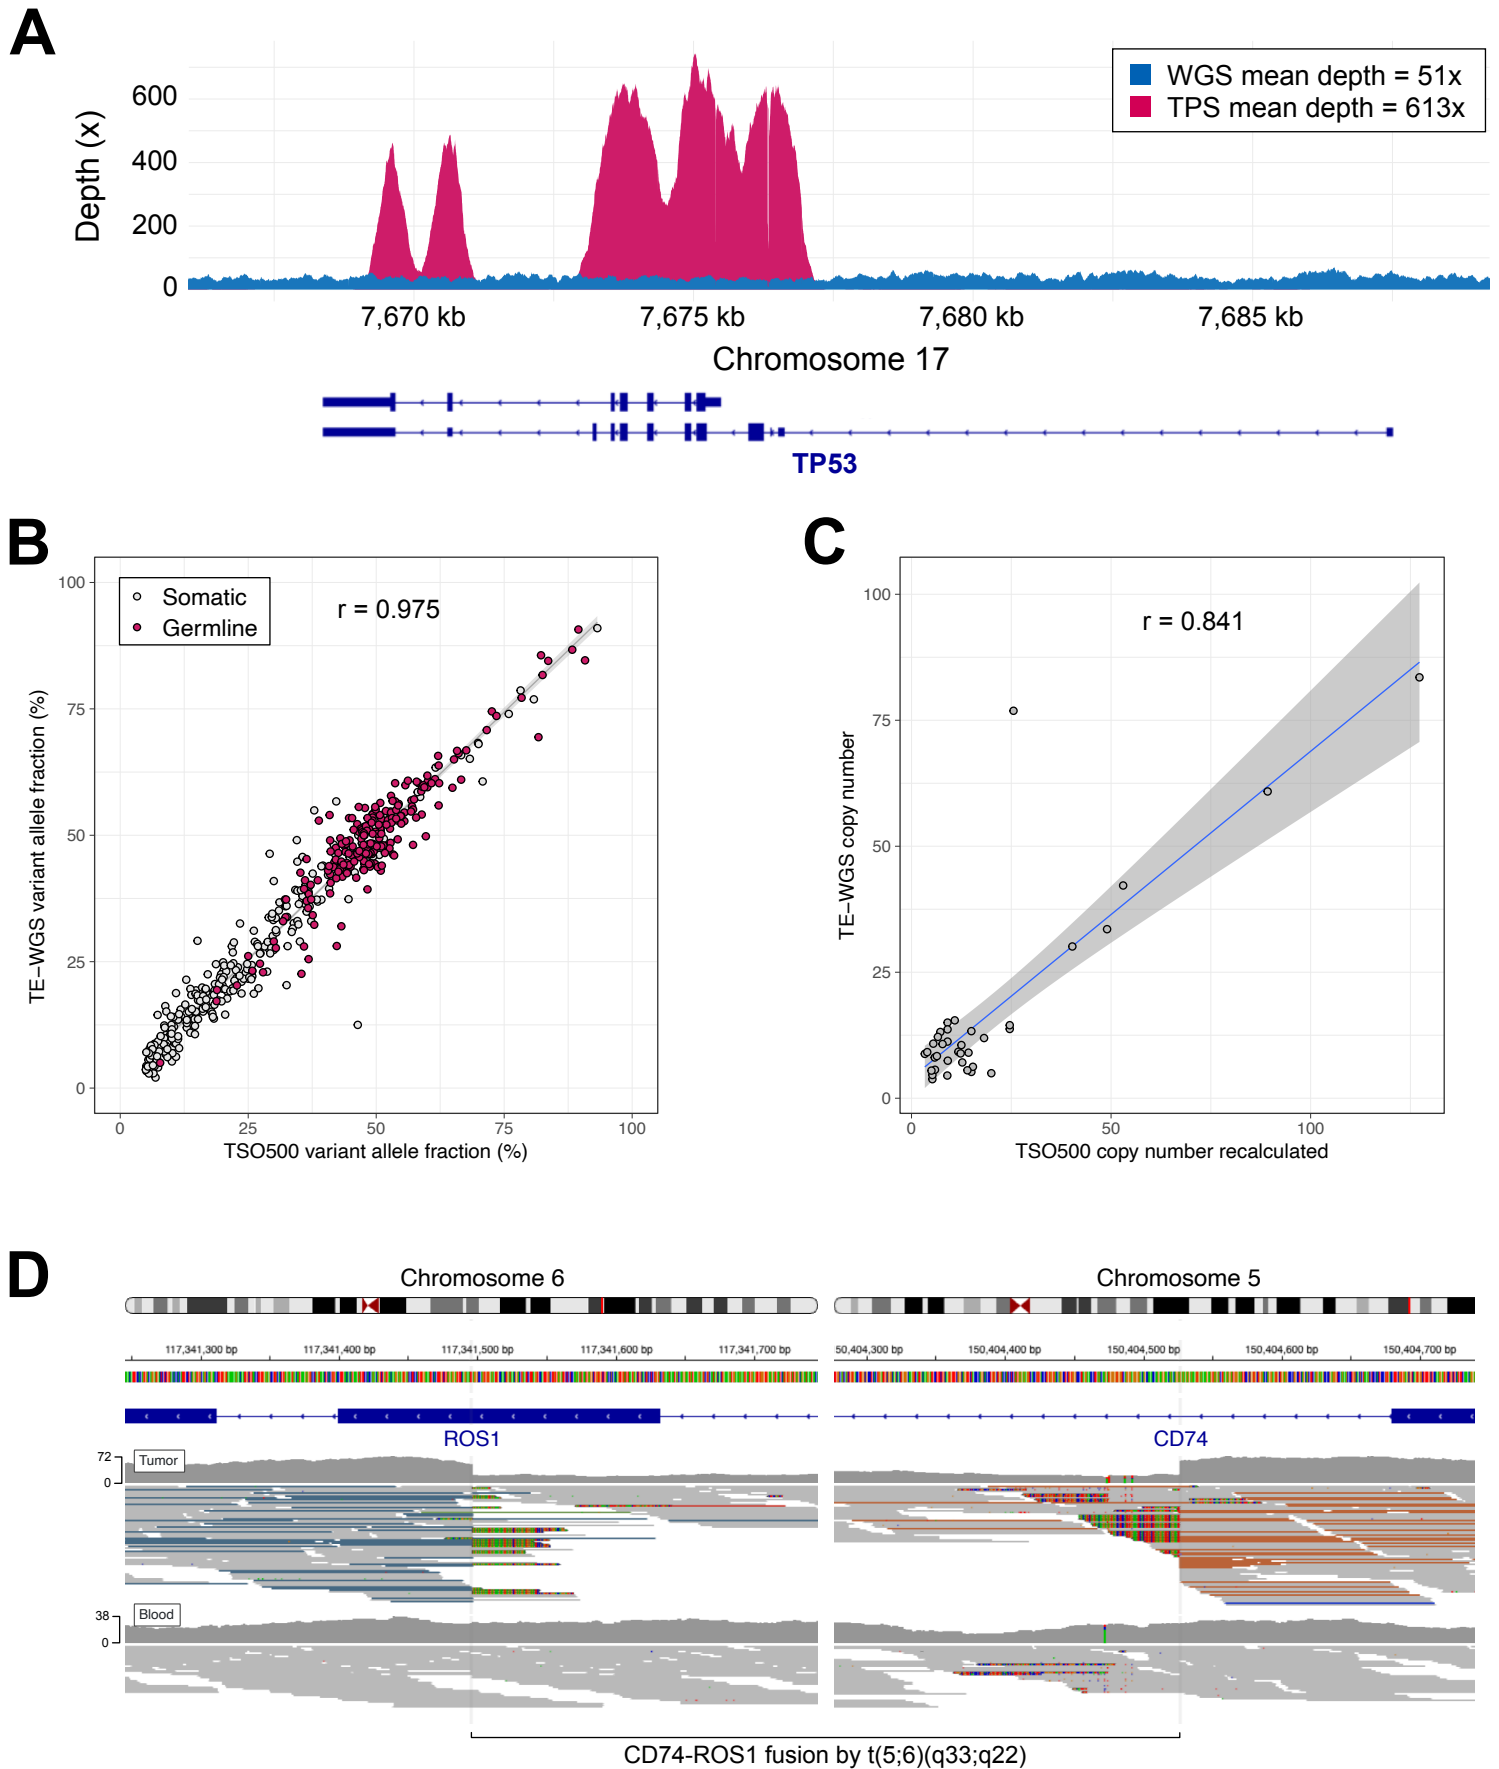 A
Depth (x)
600
400
200
0
WGS mean depth = 51x
TPS mean depth = 613x
7,670 kb 7,675 kb 7,680 kb 7,685 kb
Chromosome 17
TP53
B
TE−WGS variant allele fraction (%)
100
75
50
25
0
Somatic
Germline
r = 0.975
0 25 50 75 100
TSO500 variant allele fraction (%)
C
TE−WGS copy number
100
75
50
25
0
r = 0.841
0 50 100
TSO500 copy number recalculated
D
Chromosome 6
117,341,300 bp 117,341,400 bp 117,341,500 bp 117,341,600 bp 117,341,700 bp
ROS1
Chromosome 5
50,404,300 bp 150,404,400 bp 150,404,500 bp 150,404,600 bp 150,404,700 bp
CD74
72
0
Tumor
38
0
Blood
CD74-ROS1 fusion by t(5;6)(q33;q22)